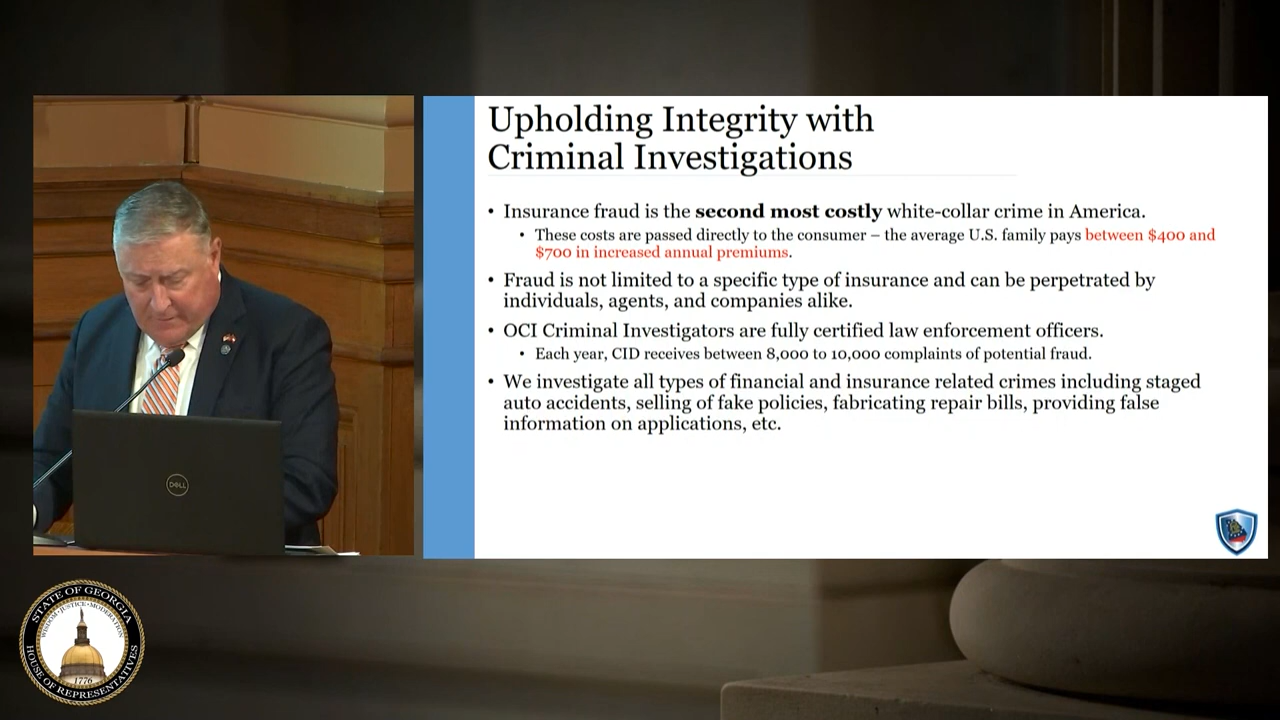 Upholding Integrity with
Criminal Investigations
• Insurance fraud is the second most costly white-collar crime in America.
• These costs are passed directly to the consumer – the average U.S. family pays between $400 and
$700 in increased annual premiums.
• Fraud is not limited to a specific type of insurance and can be perpetrated by
individuals, agents, and companies alike.
• OCI Criminal Investigators are fully certified law enforcement officers.
• Each year, CID receives between 8,000 to 10,000 complaints of potential fraud.
• We investigate all types of financial and insurance related crimes including staged
auto accidents, selling of fake policies, fabricating repair bills, providing false
information on applications, etc.
DELL
STATE OF GEORGIA
WISDOM • JUSTICE • MODERATION
1776
HOUSE OF REPRESENTATIVES